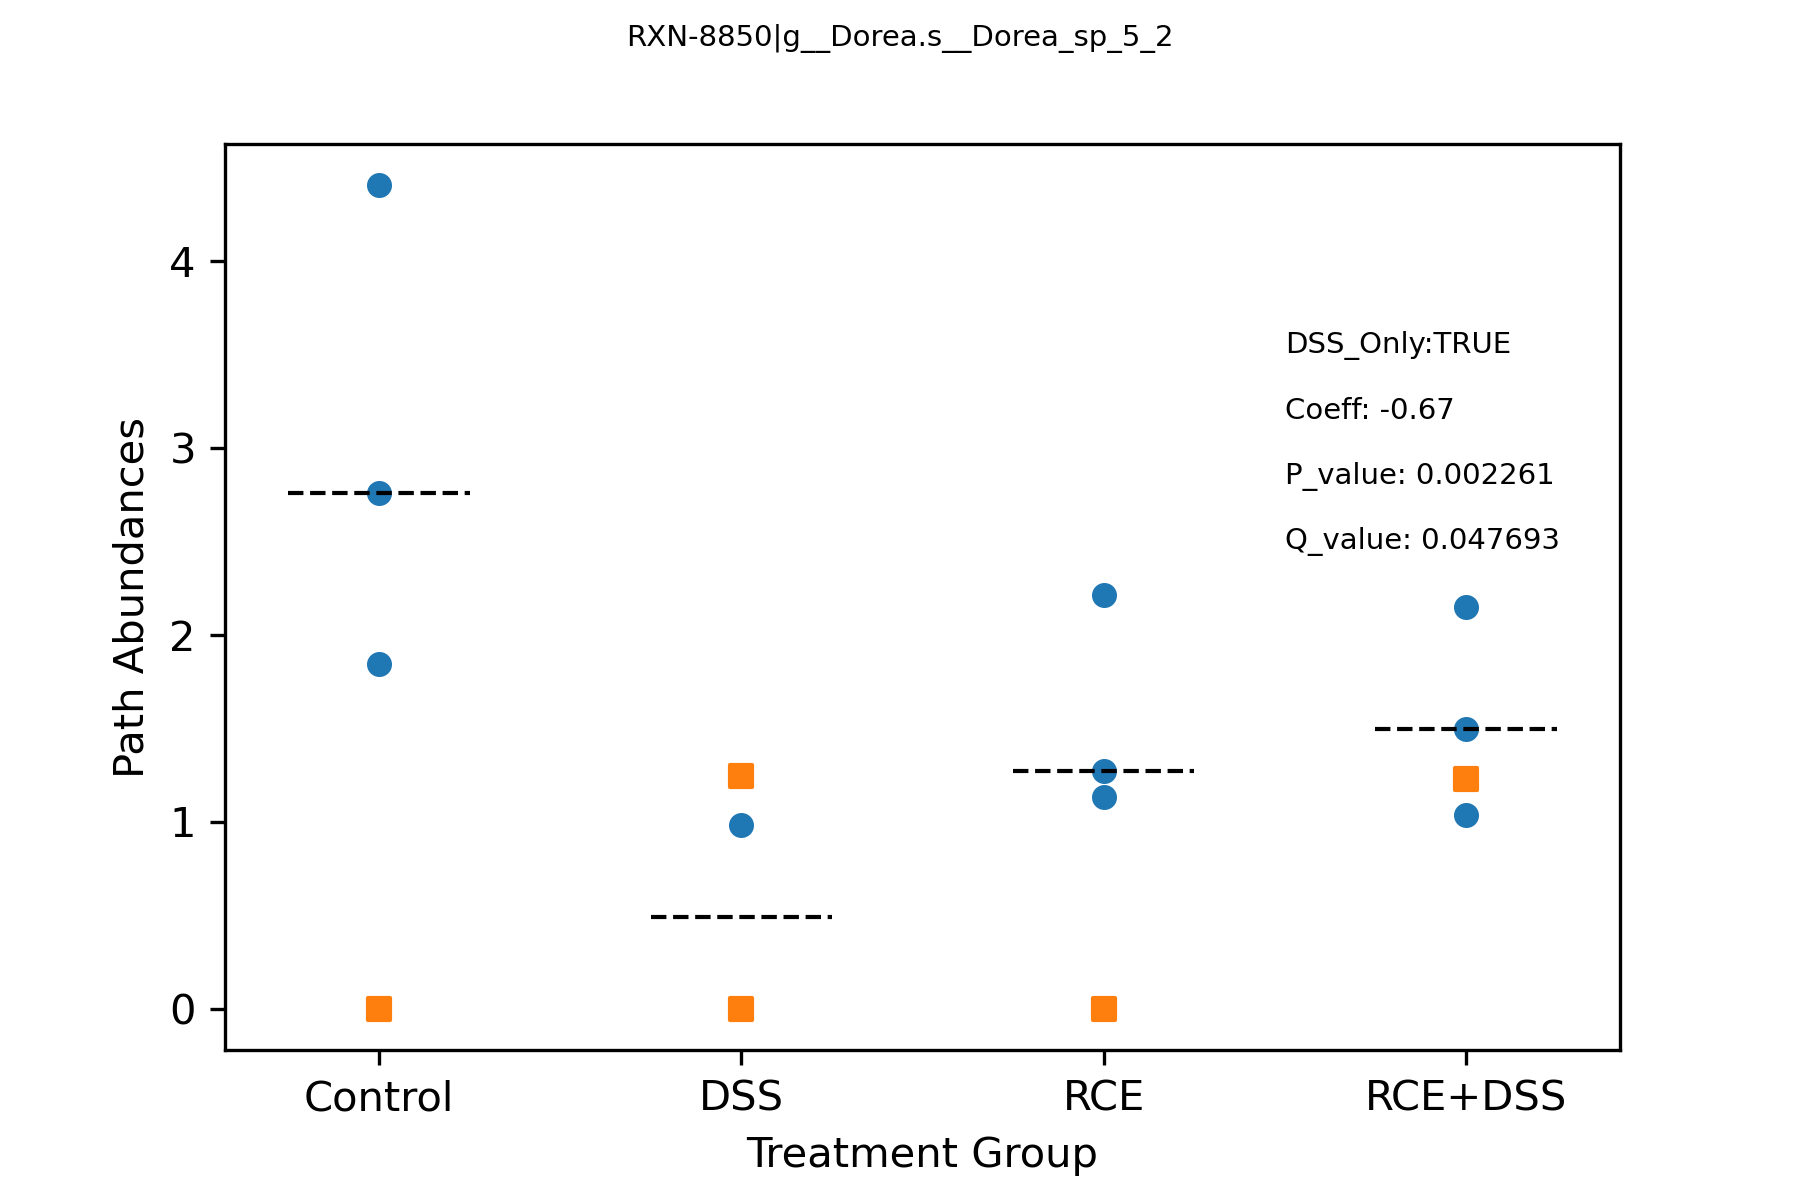 RXN-8850|g__Dorea.s__Dorea_sp_5_2
4
3
2
1
0
Path Abundances
DSS_Only:TRUE
Coeff: -0.67
P_value: 0.002261
Q_value: 0.047693
Control DSS RCE RCE+DSS
Treatment Group